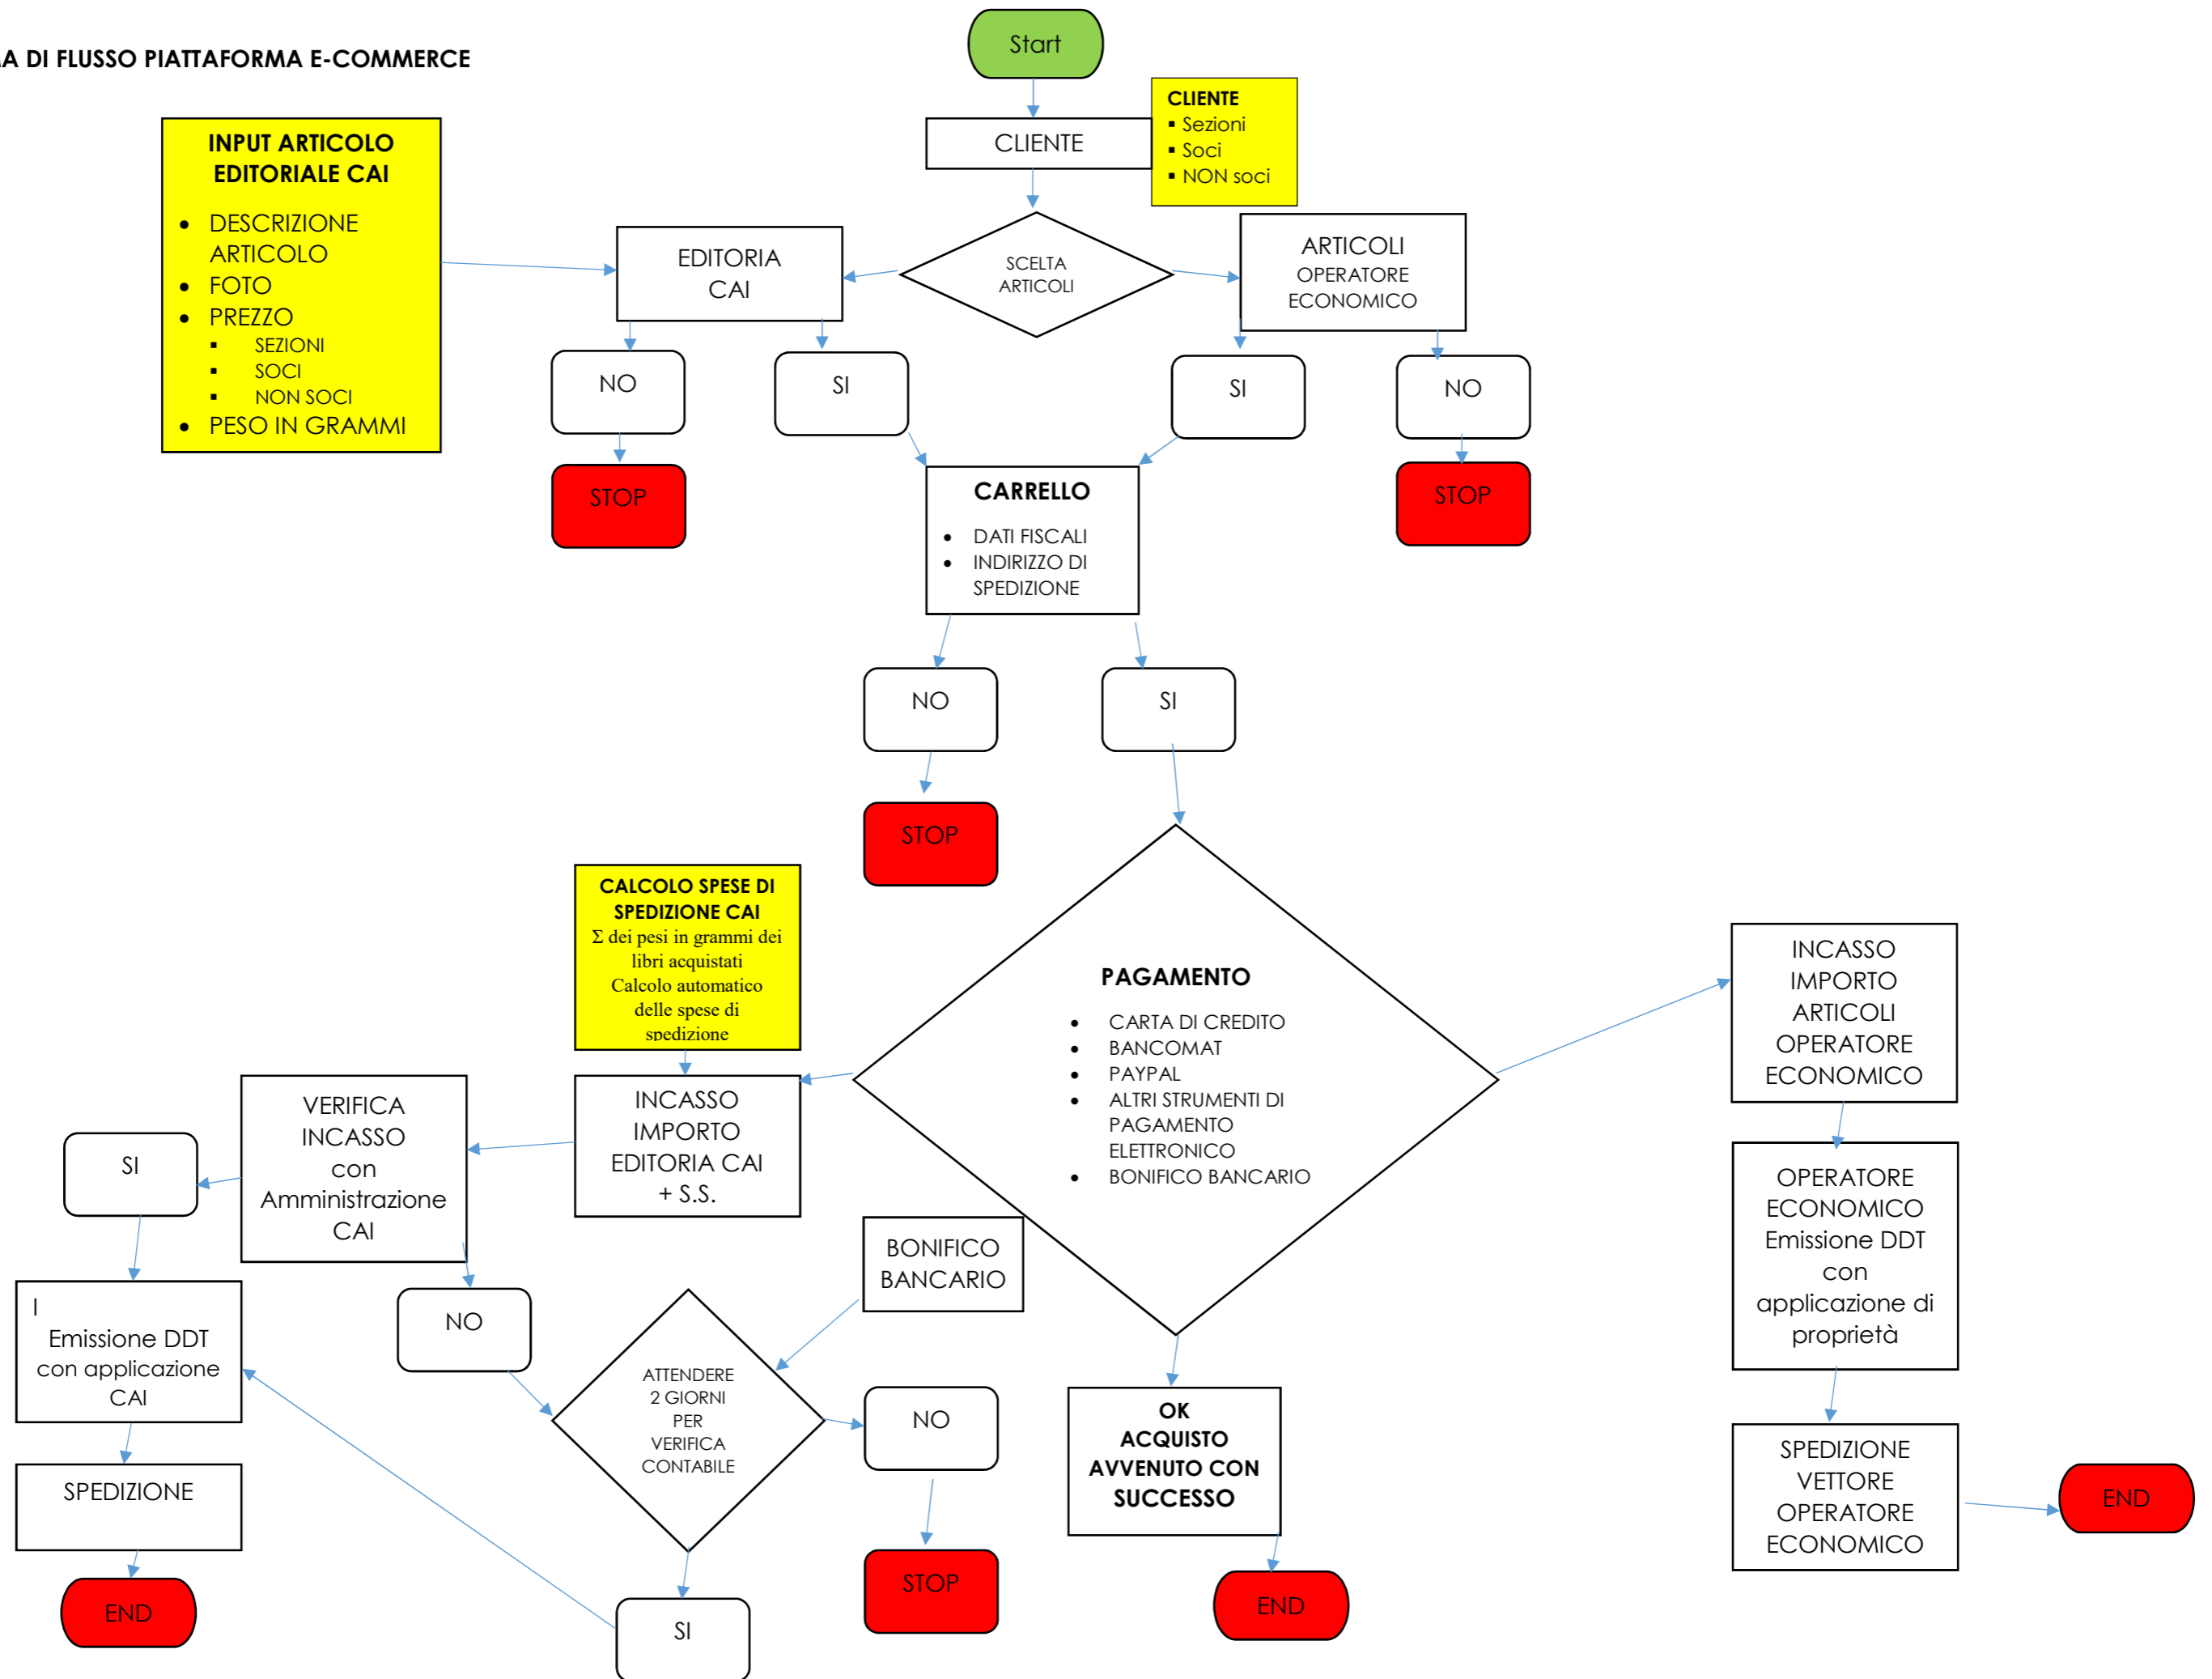 Start
MA DI FLUSSO PIATTAFORMA E-COMMERCE
CLIENTE
▪ Sezioni
▪ Soci
▪ NON soci
CLIENTE
INPUT ARTICOLO
EDITORIALE CAI
• DESCRIZIONE
ARTICOLO
• FOTO
• PREZZO
▪ SEZIONI
▪ SOCI
▪ NON SOCI
• PESO IN GRAMMI
EDITORIA
CAI
SCELTA
ARTICOLI
ARTICOLI
OPERATORE
ECONOMICO
NO
SI
SI
NO
STOP
CARRELLO
• DATI FISCALI
• INDIRIZZO DI
SPEDIZIONE
STOP
NO
SI
STOP
CALCOLO SPESE DI
SPEDIZIONE CAI
Σ dei pesi in grammi dei
libri acquistati
Calcolo automatico
delle spese di
spedizione
PAGAMENTO
• CARTA DI CREDITO
• BANCOMAT
• PAYPAL
• ALTRI STRUMENTI DI
PAGAMENTO
ELETTRONICO
• BONIFICO BANCARIO
INCASSO
IMPORTO
ARTICOLI
OPERATORE
ECONOMICO
SI
VERIFICA
INCASSO
con
Amministrazione
CAI
INCASSO
IMPORTO
EDITORIA CAI
+ S.S.
OPERATORE
ECONOMICO
Emissione DDT
con
applicazione di
proprietà
BONIFICO
BANCARIO
I
Emissione DDT
con applicazione
CAI
NO
ATTENDERE
2 GIORNI
PER
VERIFICA
CONTABILE
NO
OK
ACQUISTO
AVVENUTO CON
SUCCESSO
SPEDIZIONE
VETTORE
OPERATORE
ECONOMICO
END
SPEDIZIONE
END
STOP
END
SI